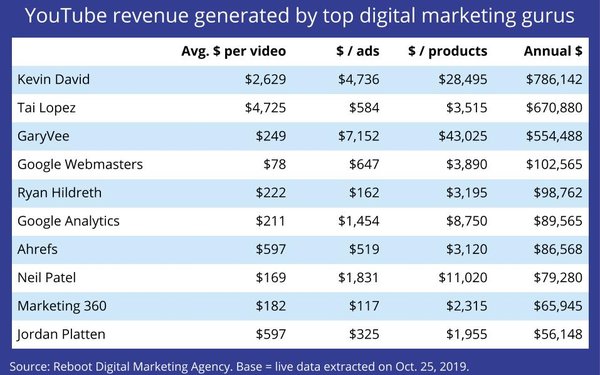 YouTube revenue generated by top digital marketing gurus
Avg. $ per video $ / ads $ / products Annual $
Kevin David $2,629 $4,736 $28,495 $786,142
Tai Lopez $4,725 $584 $3,515 $670,880
GaryVee $249 $7,152 $43,025 $554,488
Google Webmasters $78 $647 $3,890 $102,565
Ryan Hildreth $222 $162 $3,195 $98,762
Google Analytics $211 $1,454 $8,750 $89,565
Ahrefs $597 $519 $3,120 $86,568
Neil Patel $169 $1,831 $11,020 $79,280
Marketing 360 $182 $117 $2,315 $65,945
Jordan Platten $597 $325 $1,955 $56,148
Source: Reboot Digital Marketing Agency. Base = live data extracted on Oct. 25, 2019.